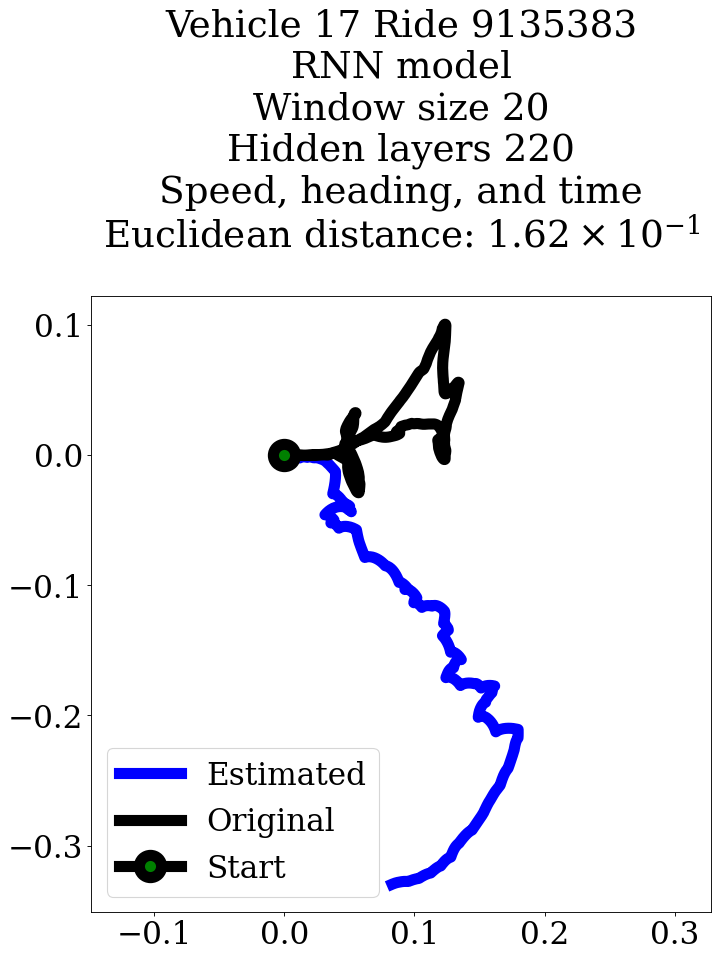 Vehicle 17 Ride 9135383
RNN model
Window size 20
Hidden layers 220
Speed, heading, and time
Euclidean distance: 1.62 × 10⁻¹
0.1
0.0
−0.1
−0.2
−0.3
Estimated
Original
Start
−0.1 0.0 0.1 0.2 0.3